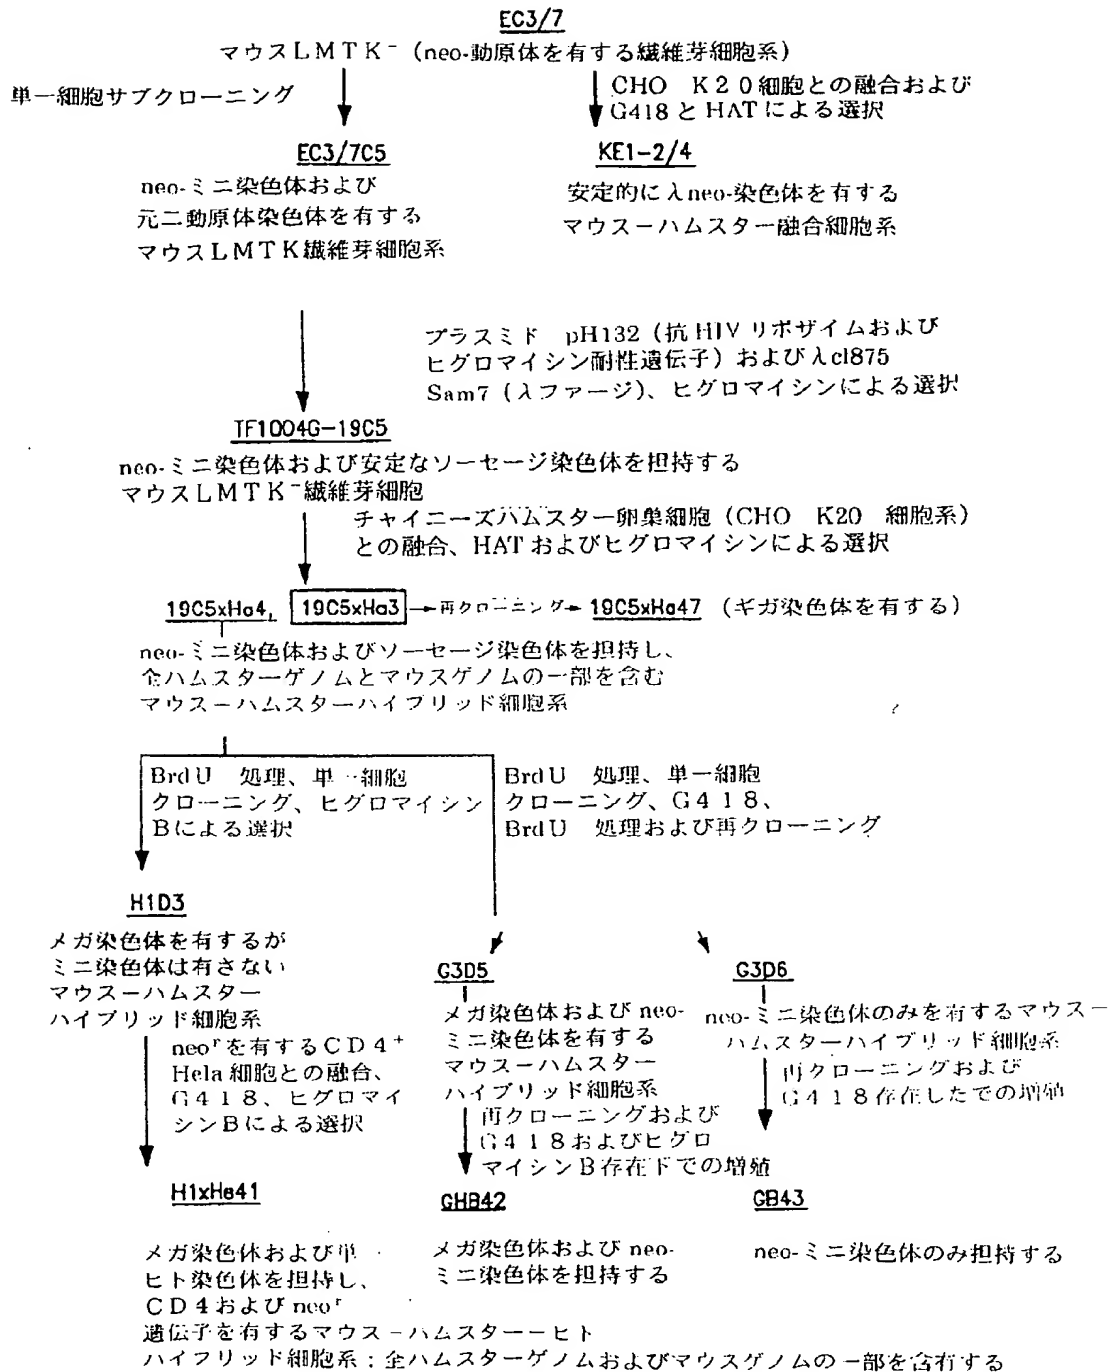 EC3/7
マウスLMTK⁻ (neo-動原体を有する繊維芽細胞系)
単一細胞サブクローニング
CHO K20細胞との融合および
G418とHATによる選択
EC3/7C5
neo-ミニ染色体および
元二動原体染色体を有する
マウスLMTK繊維芽細胞系
KE1-2/4
安定的にλneo-染色体を有する
マウス−ハムスター融合細胞系
プラスミド pH132 (抗HIVリボザイムおよび
ヒグロマイシン耐性遺伝子) およびλcl875
Sam7 (λファージ)、ヒグロマイシンによる選択
TF1004G-19C5
neo-ミニ染色体および安定なソーセージ染色体を担持する
マウスLMTK⁻繊維芽細胞
チャイニーズハムスター卵巣細胞 (CHO K20 細胞系)
との融合、HATおよびヒグロマイシンによる選択
19C5xHa4, 19C5xHa3 再クローニング 19C5xHa47 (ギガ染色体を有する)
neo-ミニ染色体およびソーセージ染色体を担持し、
全ハムスターゲノムとマウスゲノムの一部を含む
マウス−ハムスターハイブリッド細胞系
BrdU 処理、単一細胞
クローニング、ヒグロマイシン
Bによる選択
BrdU 処理、単一細胞
クローニング、G418、
BrdU 処理および再クローニング
H1D3
メガ染色体を有するが
ミニ染色体は有さない
マウス−ハムスター
ハイブリッド細胞系
G3D5
メガ染色体およびneo-
ミニ染色体を有する
マウス−ハムスター
ハイブリッド細胞系
G3D6
neo-ミニ染色体のみを有するマウス−
ハムスターハイブリッド細胞系
neoʳを有するCD4⁺
Hela細胞との融合、
G418、ヒグロマイ
シンBによる選択
再クローニングおよび
G418およびヒグロ
マイシンB存在下での増殖
再クローニングおよび
G418存在したでの増殖
H1xHe41
メガ染色体および単一
ヒト染色体を担持し、
CD4およびneoʳ
遺伝子を有するマウス−ハムスター−ヒト
ハイブリッド細胞系:全ハムスターゲノムおよびマウスゲノムの一部を含有する
GHB42
メガ染色体およびneo-
ミニ染色体を担持する
GB43
neo-ミニ染色体のみ担持する